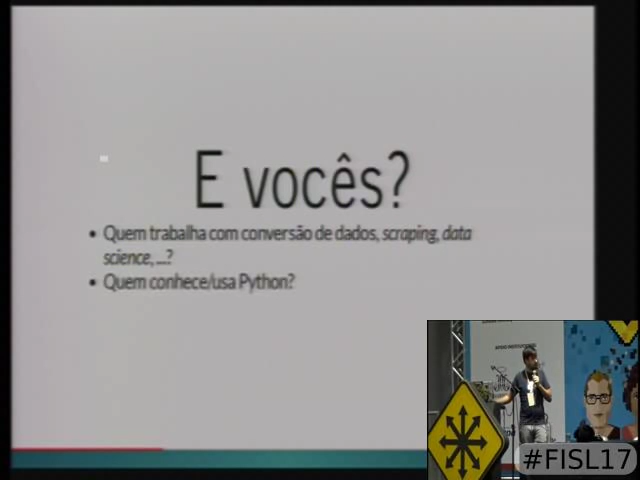 E vocês?
• Quem trabalha com conversão de dados, scraping, data
science, ...?
• Quem conhece/usa Python?
#FISL17